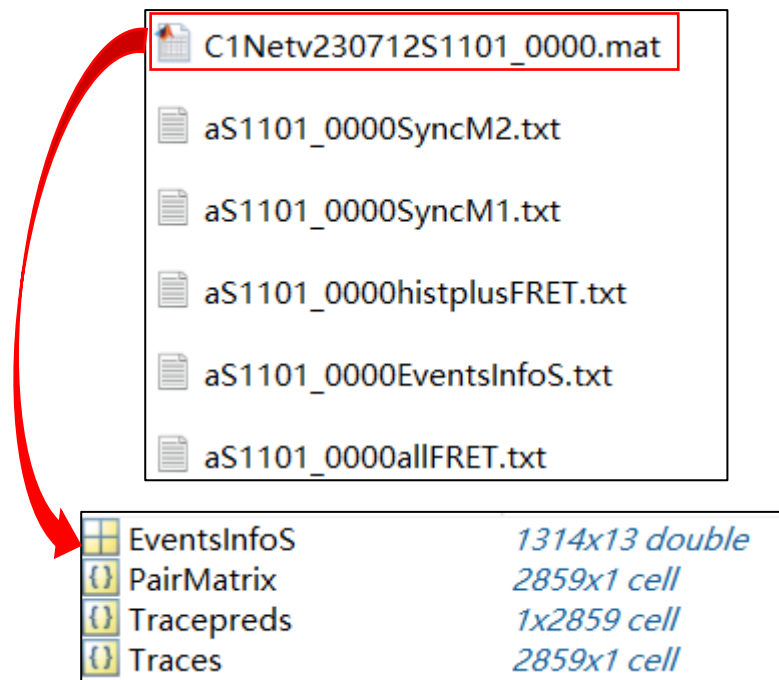 C1Netv230712S1101_0000.mat
aS1101_0000SyncM2.txt
aS1101_0000SyncM1.txt
aS1101_0000histplusFRET.txt
aS1101_0000EventsInfoS.txt
aS1101_0000allFRET.txt
EventsInfoS 1314x13 double
PairMatrix 2859x1 cell
Tracepreds 1x2859 cell
Traces 2859x1 cell